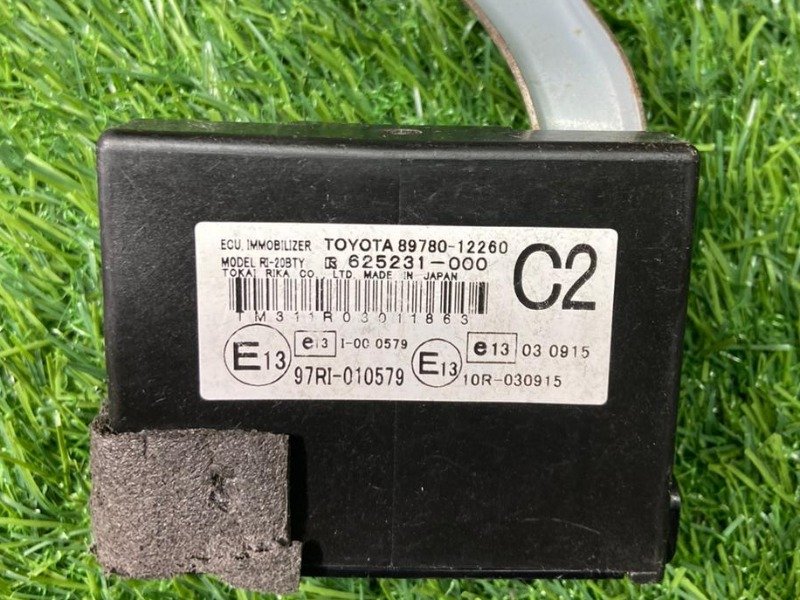 ECU. IMMOBILIZER TOYOTA 89780-12260
MODEL RI-20BTY 625231-000
C2
TOKAI RIKA CO., LTD. MADE IN JAPAN
TM311R03011863
E13 e13 I-00 0579 E13 e13 03 0915
97RI-010579 10R-030915